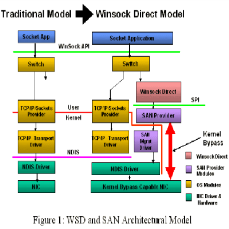 Traditional Model Winsock Direct Model
Socket App
Socket Application
WinSock API
Switch
Switch
Winsock Direct
SPI
TCP/IP Sockets
Provider
User
Kernel
TCP/IP Sockets
Provider
SAN Provider
Kernel
Bypass
TCP/IP Transport
Driver
TCP/IP Transport
Driver
SAN
Mgmt
Driver
NDIS
Winsock Direct
SAN Provider
Modules
OS Modules
NIC Driver &
Hardware
NDIS Driver
NDIS Driver
NIC
Kernel Bypass Capable NIC
Figure 1: WSD and SAN Architectural Model